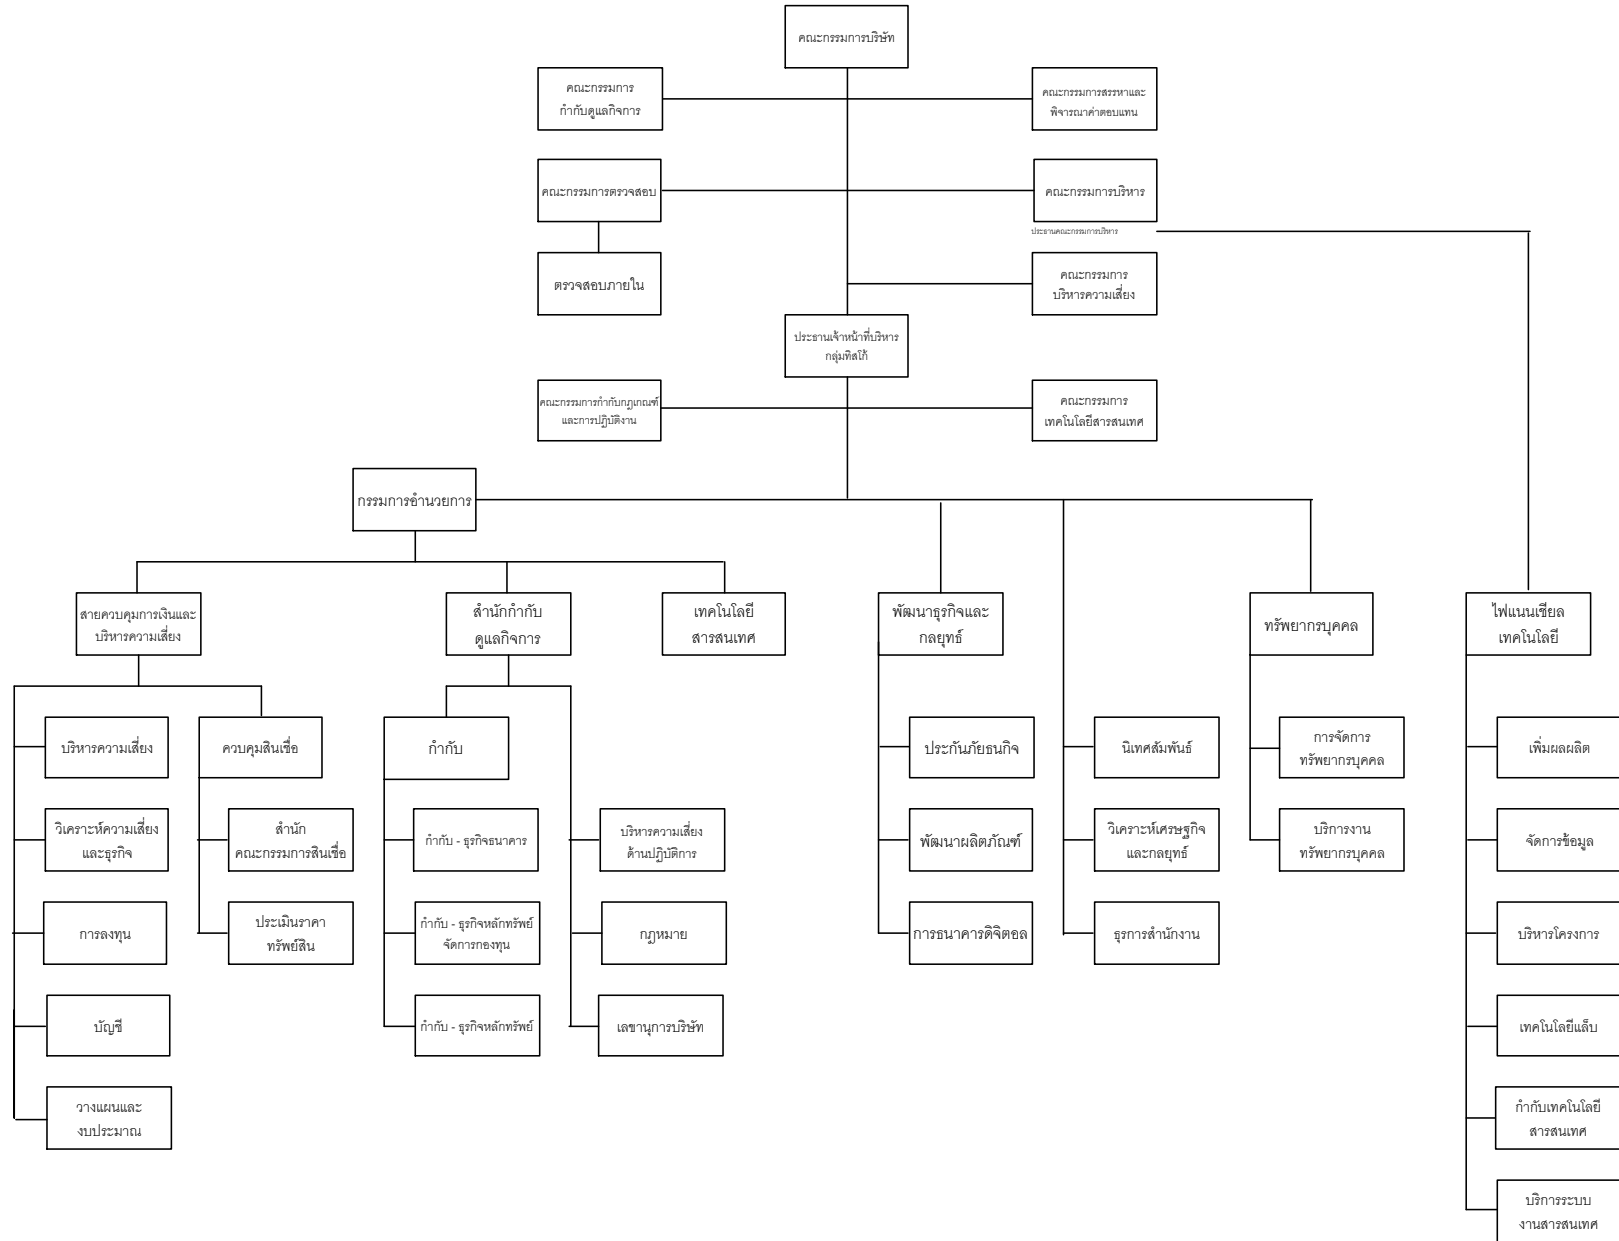 คณะกรรมการบริษัท
คณะกรรมการ
กำกับดูแลกิจการ
คณะกรรมการสรรหาและ
พิจารณาค่าตอบแทน
คณะกรรมการตรวจสอบ
คณะกรรมการบริหาร
ประธานคณะกรรมการบริหาร
ตรวจสอบภายใน
คณะกรรมการ
บริหารความเสี่ยง
ประธานเจ้าหน้าที่บริหาร
กลุ่มทิสโก้
คณะกรรมการกำกับกฎเกณฑ์
และการปฏิบัติงาน
คณะกรรมการ
เทคโนโลยีสารสนเทศ
กรรมการอำนวยการ
สายควบคุมการเงินและ
บริหารความเสี่ยง
สำนักกำกับ
ดูแลกิจการ
เทคโนโลยี
สารสนเทศ
พัฒนาธุรกิจและ
กลยุทธ์
ทรัพยากรบุคคล
ไฟแนนเชียล
เทคโนโลยี
บริหารความเสี่ยง
ควบคุมสินเชื่อ
กำกับ
ประกันภัยธนกิจ
นิเทศสัมพันธ์
การจัดการ
ทรัพยากรบุคคล
เพิ่มผลผลิต
วิเคราะห์ความเสี่ยง
และธุรกิจ
สำนัก
คณะกรรมการสินเชื่อ
กำกับ - ธุรกิจธนาคาร
บริหารความเสี่ยง
ด้านปฏิบัติการ
พัฒนาผลิตภัณฑ์
วิเคราะห์เศรษฐกิจ
และกลยุทธ์
บริการงาน
ทรัพยากรบุคคล
จัดการข้อมูล
การลงทุน
ประเมินราคา
ทรัพย์สิน
กำกับ - ธุรกิจหลักทรัพย์
จัดการกองทุน
กฎหมาย
การธนาคารดิจิตอล
ธุรการสำนักงาน
บริหารโครงการ
บัญชี
กำกับ - ธุรกิจหลักทรัพย์
เลขานุการบริษัท
เทคโนโลยีแล็บ
วางแผนและ
งบประมาณ
กำกับเทคโนโลยี
สารสนเทศ
บริการระบบ
งานสารสนเทศ